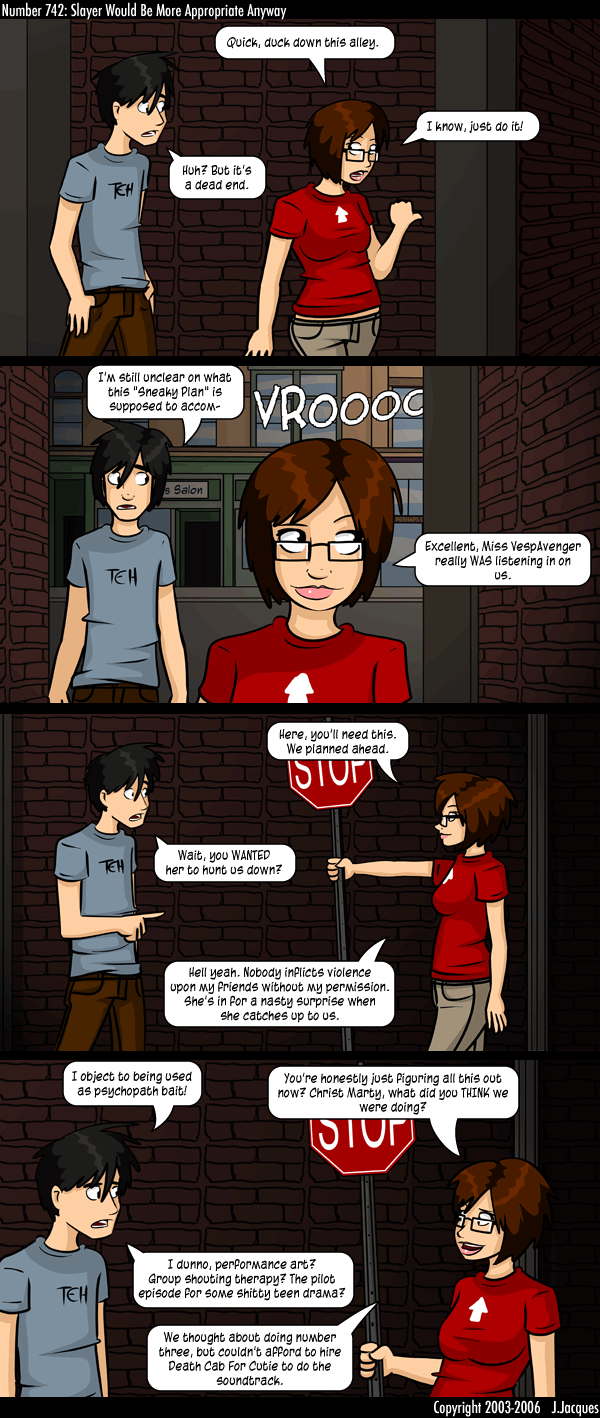 Number 742: Slayer Would Be More Appropriate Anyway
Quick, duck down this alley.
Huh? But it's
a dead end.
I know, just do it!
TEH
I'm still unclear on what
this "Sneaky Plan" is
supposed to accom-
VROOOO
s Salon
PERHAPS
TEH
Excellent, Miss VespAvenger
really WAS listening in on
us.
Here, you'll need this.
We planned ahead.
STOP
TEH
Wait, you WANTED
her to hunt us down?
Hell yeah. Nobody inflicts violence
upon my friends without my permission.
She's in for a nasty surprise when
she catches up to us.
I object to being used
as psychopath bait!
You're honestly just figuring all this out
now? Christ Marty, what did you THINK we
were doing?
STOP
TEH
I dunno, performance art?
Group shouting therapy? The pilot
episode for some shitty teen drama?
We thought about doing number
three, but couldn't afford to hire
Death Cab For Cutie to do the
soundtrack.
Copyright 2003-2006 J.Jacques